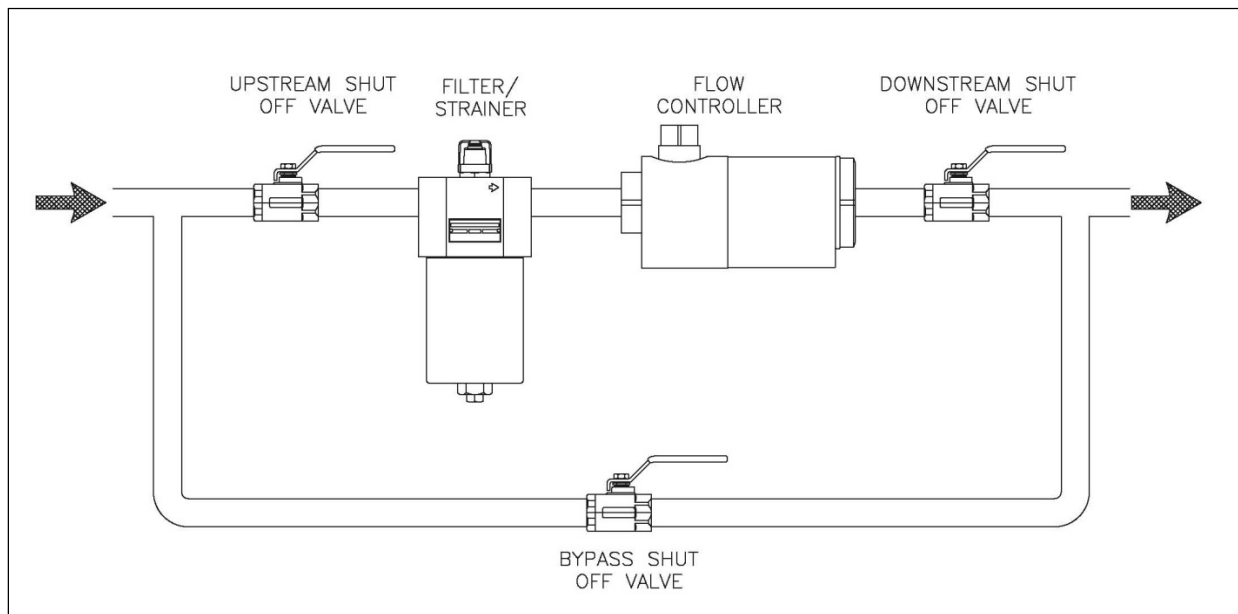 UPSTREAM SHUT
OFF VALVE
FILTER/
STRAINER
FLOW
CONTROLLER
DOWNSTREAM SHUT
OFF VALVE
BYPASS SHUT
OFF VALVE